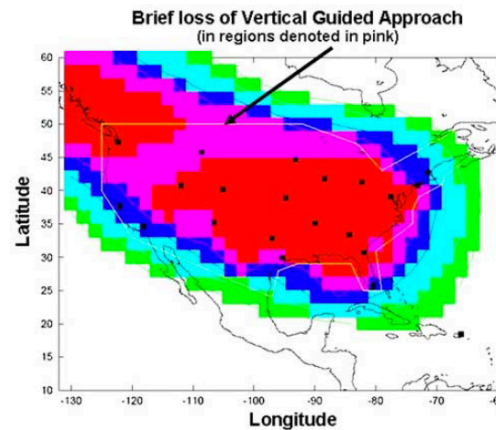 Brief loss of Vertical Guided Approach
(in regions denoted in pink)
Latitude
60
55
50
45
40
35
30
25
20
15
10
-130 -120 -110 -100 -90 -80 -70
Longitude